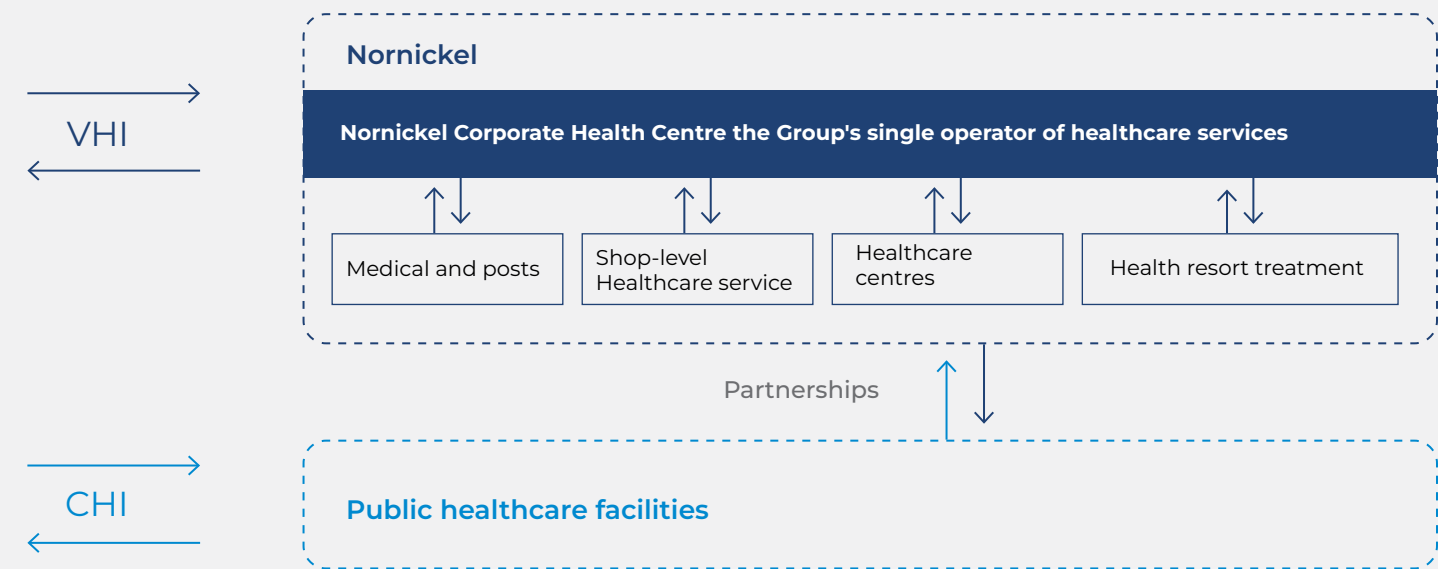 Nornickel
VHI
Nornickel Corporate Health Centre the Group's single operator of healthcare services
Medical and posts
Shop-level
Healthcare service
Healthcare
centres
Health resort treatment
Partnerships
CHI
Public healthcare facilities